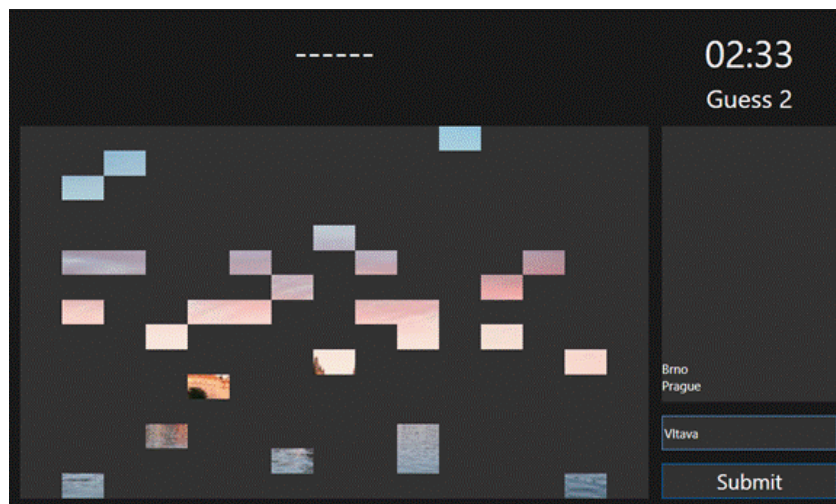 ------
02:33
Guess 2
Brno
Prague
Vltava
Submit